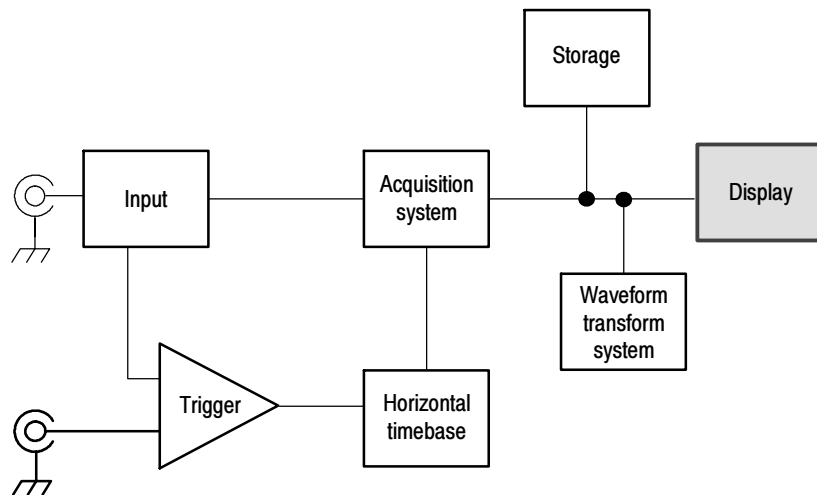 Storage
Input
Acquisition
system
Display
Waveform
transform
system
Trigger
Horizontal
timebase